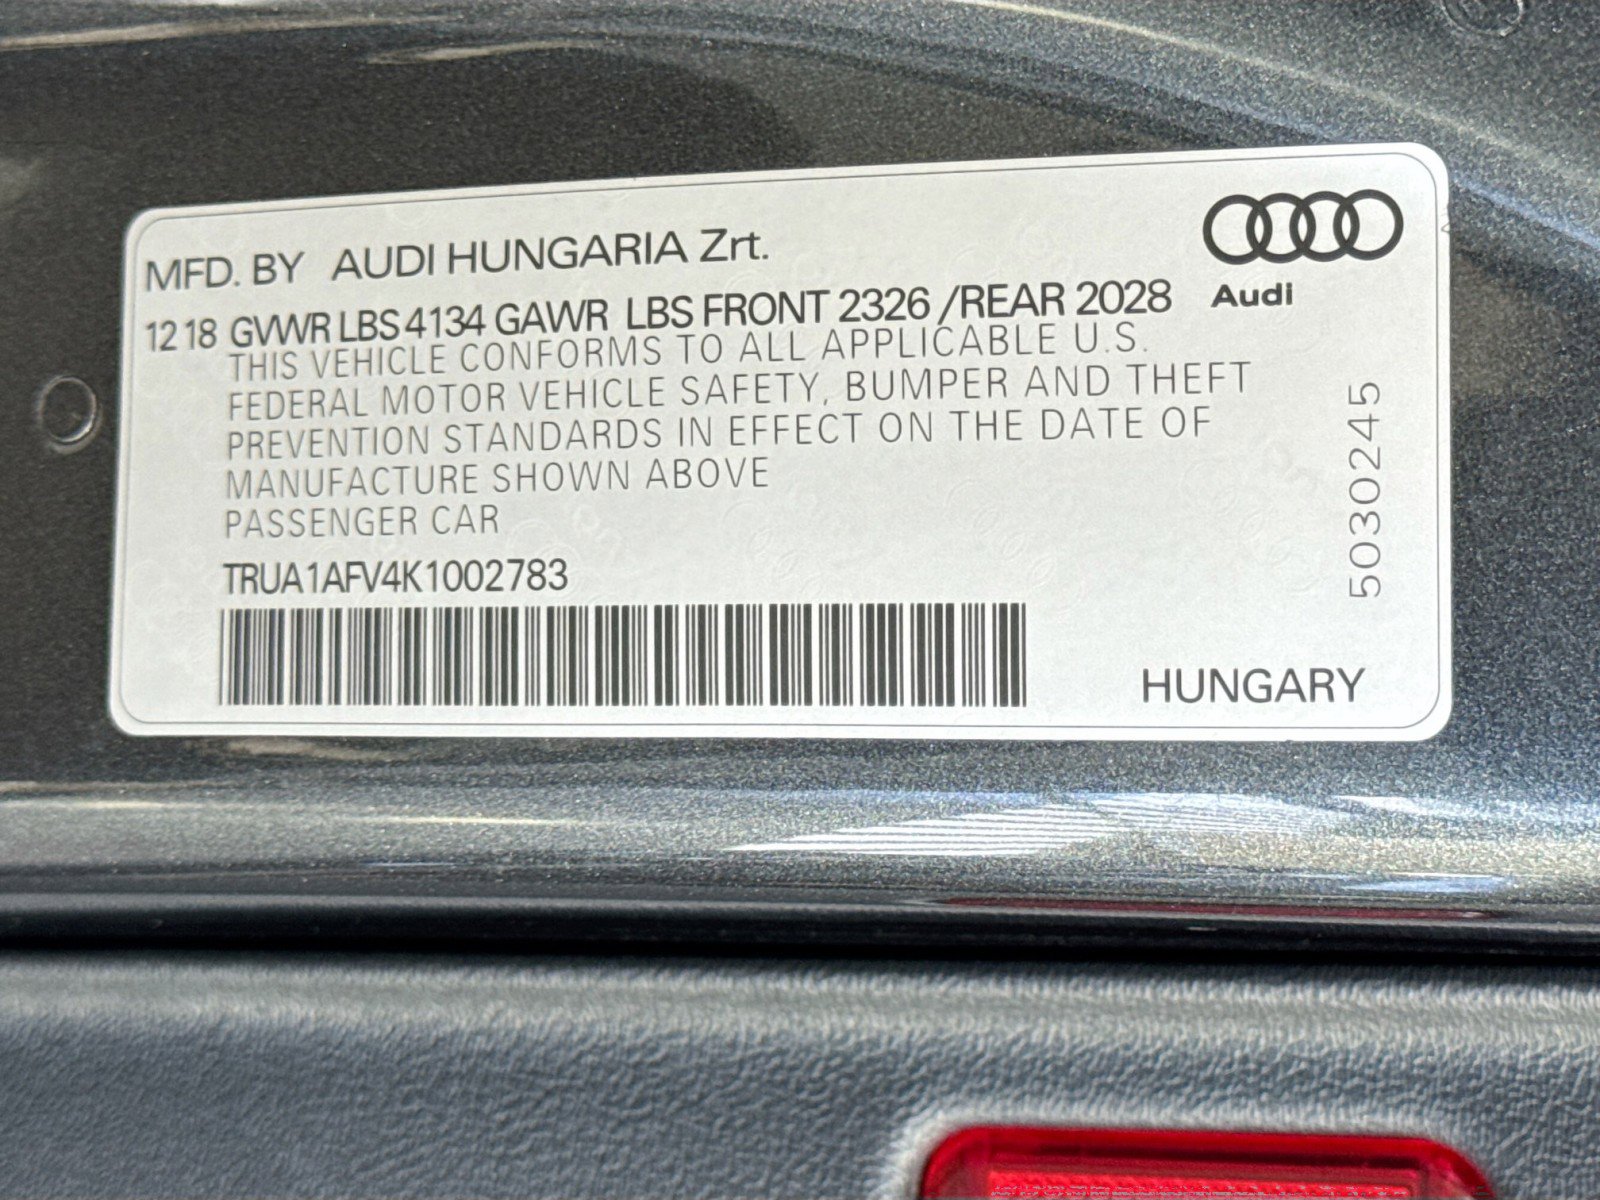 MFD. BY AUDI HUNGARIA Zrt.
12 18 GVWR LBS 4134 GAWR LBS FRONT 2326 /REAR 2028
THIS VEHICLE CONFORMS TO ALL APPLICABLE U.S.
FEDERAL MOTOR VEHICLE SAFETY, BUMPER AND THEFT
PREVENTION STANDARDS IN EFFECT ON THE DATE OF
MANUFACTURE SHOWN ABOVE
PASSENGER CAR
TRUA1AFV4K1002783
Audi
5030245
HUNGARY